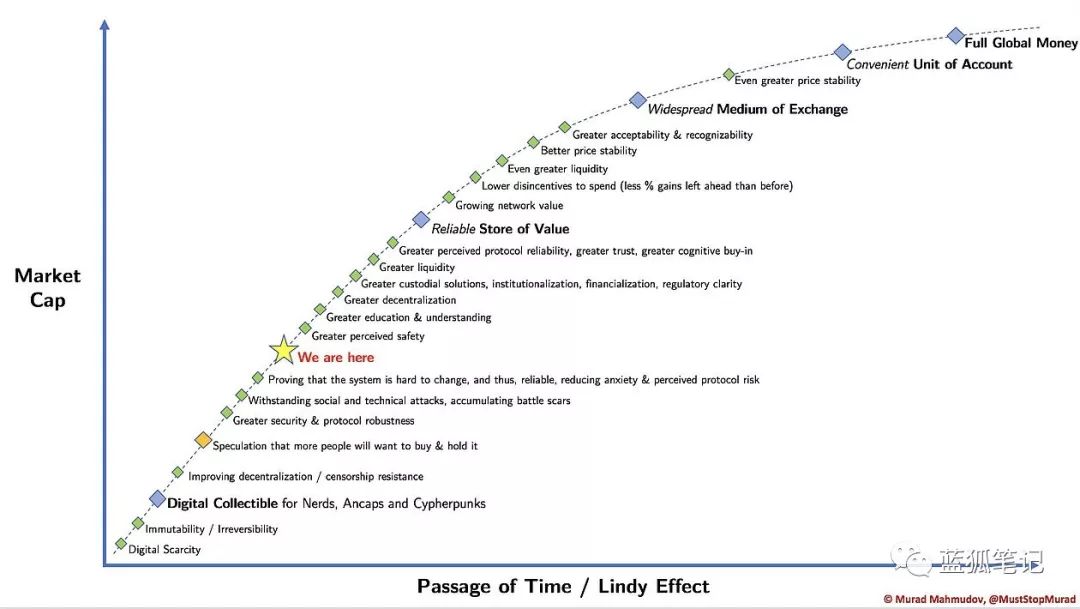 Full Global Money
Convenient Unit of Account
Even greater price stability
Widespread Medium of Exchange
Greater acceptability & recognizability
Better price stability
Even greater liquidity
Lower disincentives to spend (less % gains left ahead than before)
Growing network value
Reliable Store of Value
Greater perceived protocol reliability, greater trust, greater cognitive buy-in
Greater liquidity
Market
Cap
Greater custodial solutions, institutionalization, financialization, regulatory clarity
Greater decentralization
Greater education & understanding
Greater perceived safety
We are here
Proving that the system is hard to change, and thus, reliable, reducing anxiety & perceived protocol risk
Withstanding social and technical attacks, accumulating battle scars
Greater security & protocol robustness
Speculation that more people will want to buy & hold it
Improving decentralization / censorship resistance
Digital Collectible for Nerds, Ancaps and Cypherpunks
Immutability / Irreversibility
Digital Scarcity
蓝狐笔记
Passage of Time / Lindy Effect
© Murad Mahmudov, @MustStopMurad